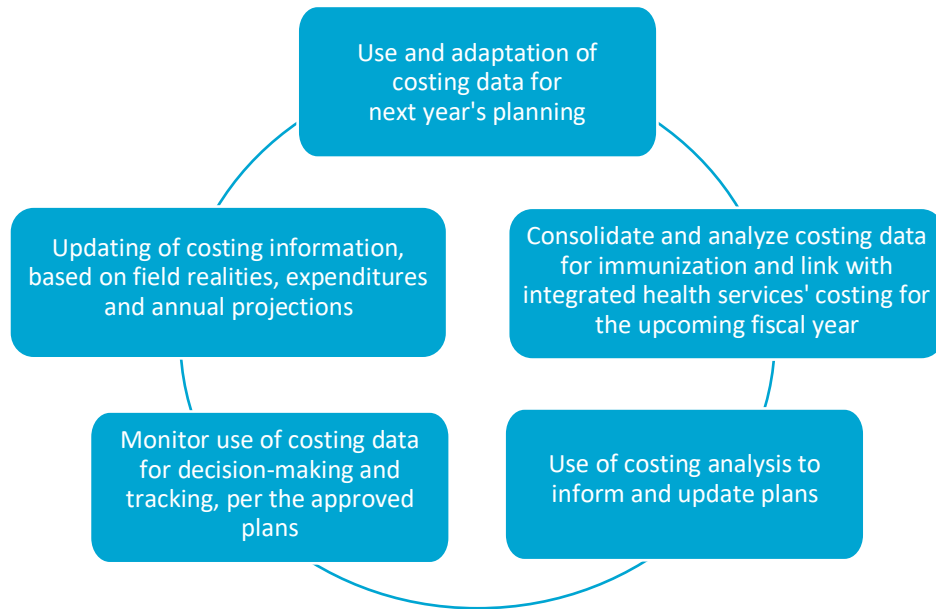 Use and adaptation of
costing data for
next year's planning
Consolidate and analyze costing data
for immunization and link with
integrated health services' costing for
the upcoming fiscal year
Use of costing analysis to
inform and update plans
Monitor use of costing data
for decision-making and
tracking, per the approved
plans
Updating of costing information,
based on field realities, expenditures
and annual projections